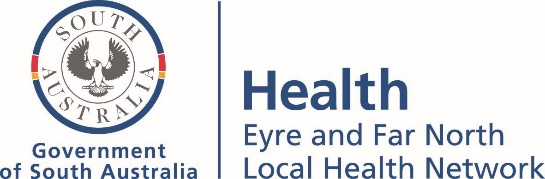 SOUTH
AUSTRALIA
Government
of South Australia
Health
Eyre and Far North
Local Health Network